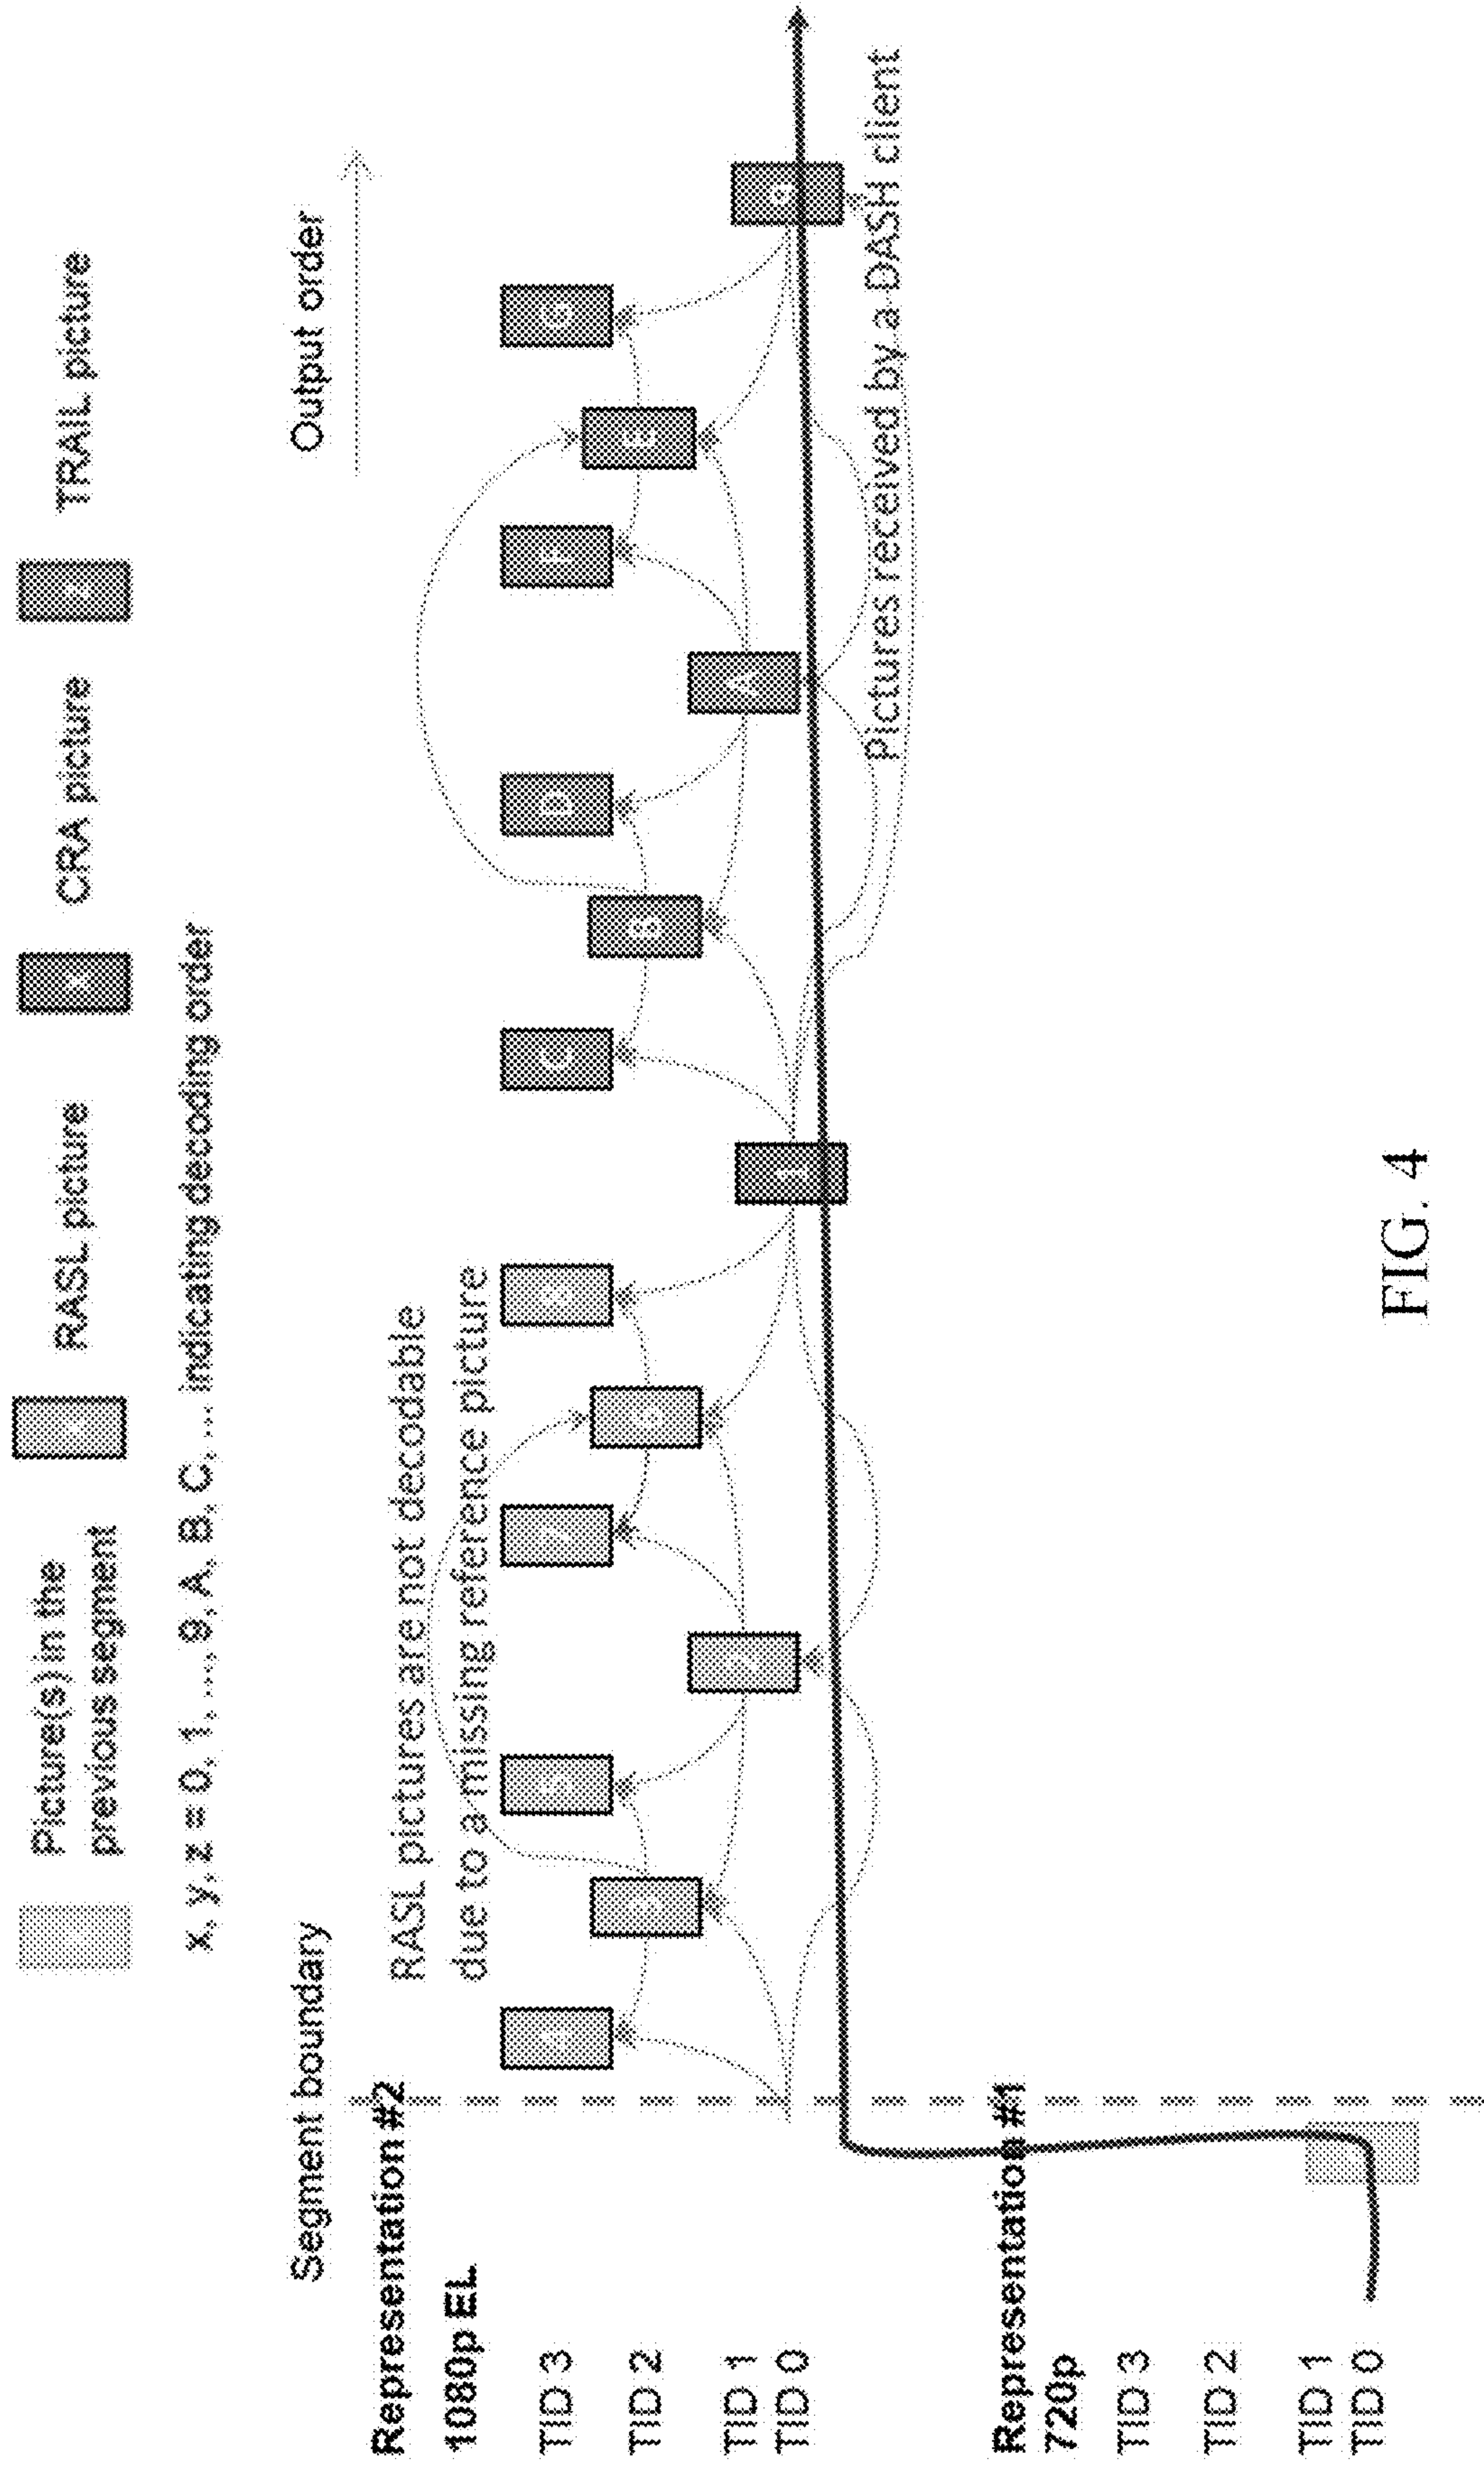 Picture(s) in the
previous segment
RASL picture
CRA picture
TRAIL picture
x, y, z = 0, 1, ..., 9, A, B, C, ... indicating decoding order
Segment boundary
Output order
Representation #2
1080p EL
RASL pictures are not decodable
due to a missing reference picture
TID 3
TID 2
TID 1
TID 0
C
B
D
A
F
E
G
1
7
Pictures received by a DASH client
Representation #1
720p
TID 3
TID 2
TID 1
TID 0
FIG. 4